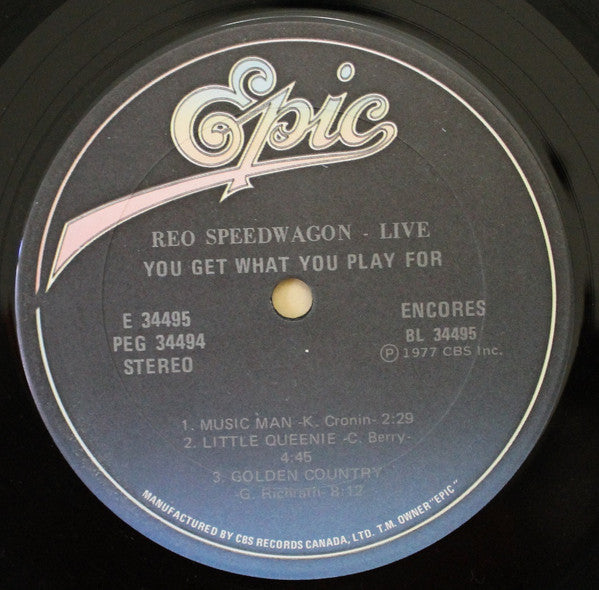 Epic
REO SPEEDWAGON - LIVE
YOU GET WHAT YOU PLAY FOR
E 34495
PEG 34494
STEREO
ENCORES
BL 34495
Ⓟ 1977 CBS Inc.
1. MUSIC MAN -K. Cronin- 2:29
2. LITTLE QUEENIE -C. Berry-
4:45
3. GOLDEN COUNTRY
-G. Richrath- 8:12
MANUFACTURED BY CBS RECORDS CANADA, LTD. T.M. OWNER "EPIC"